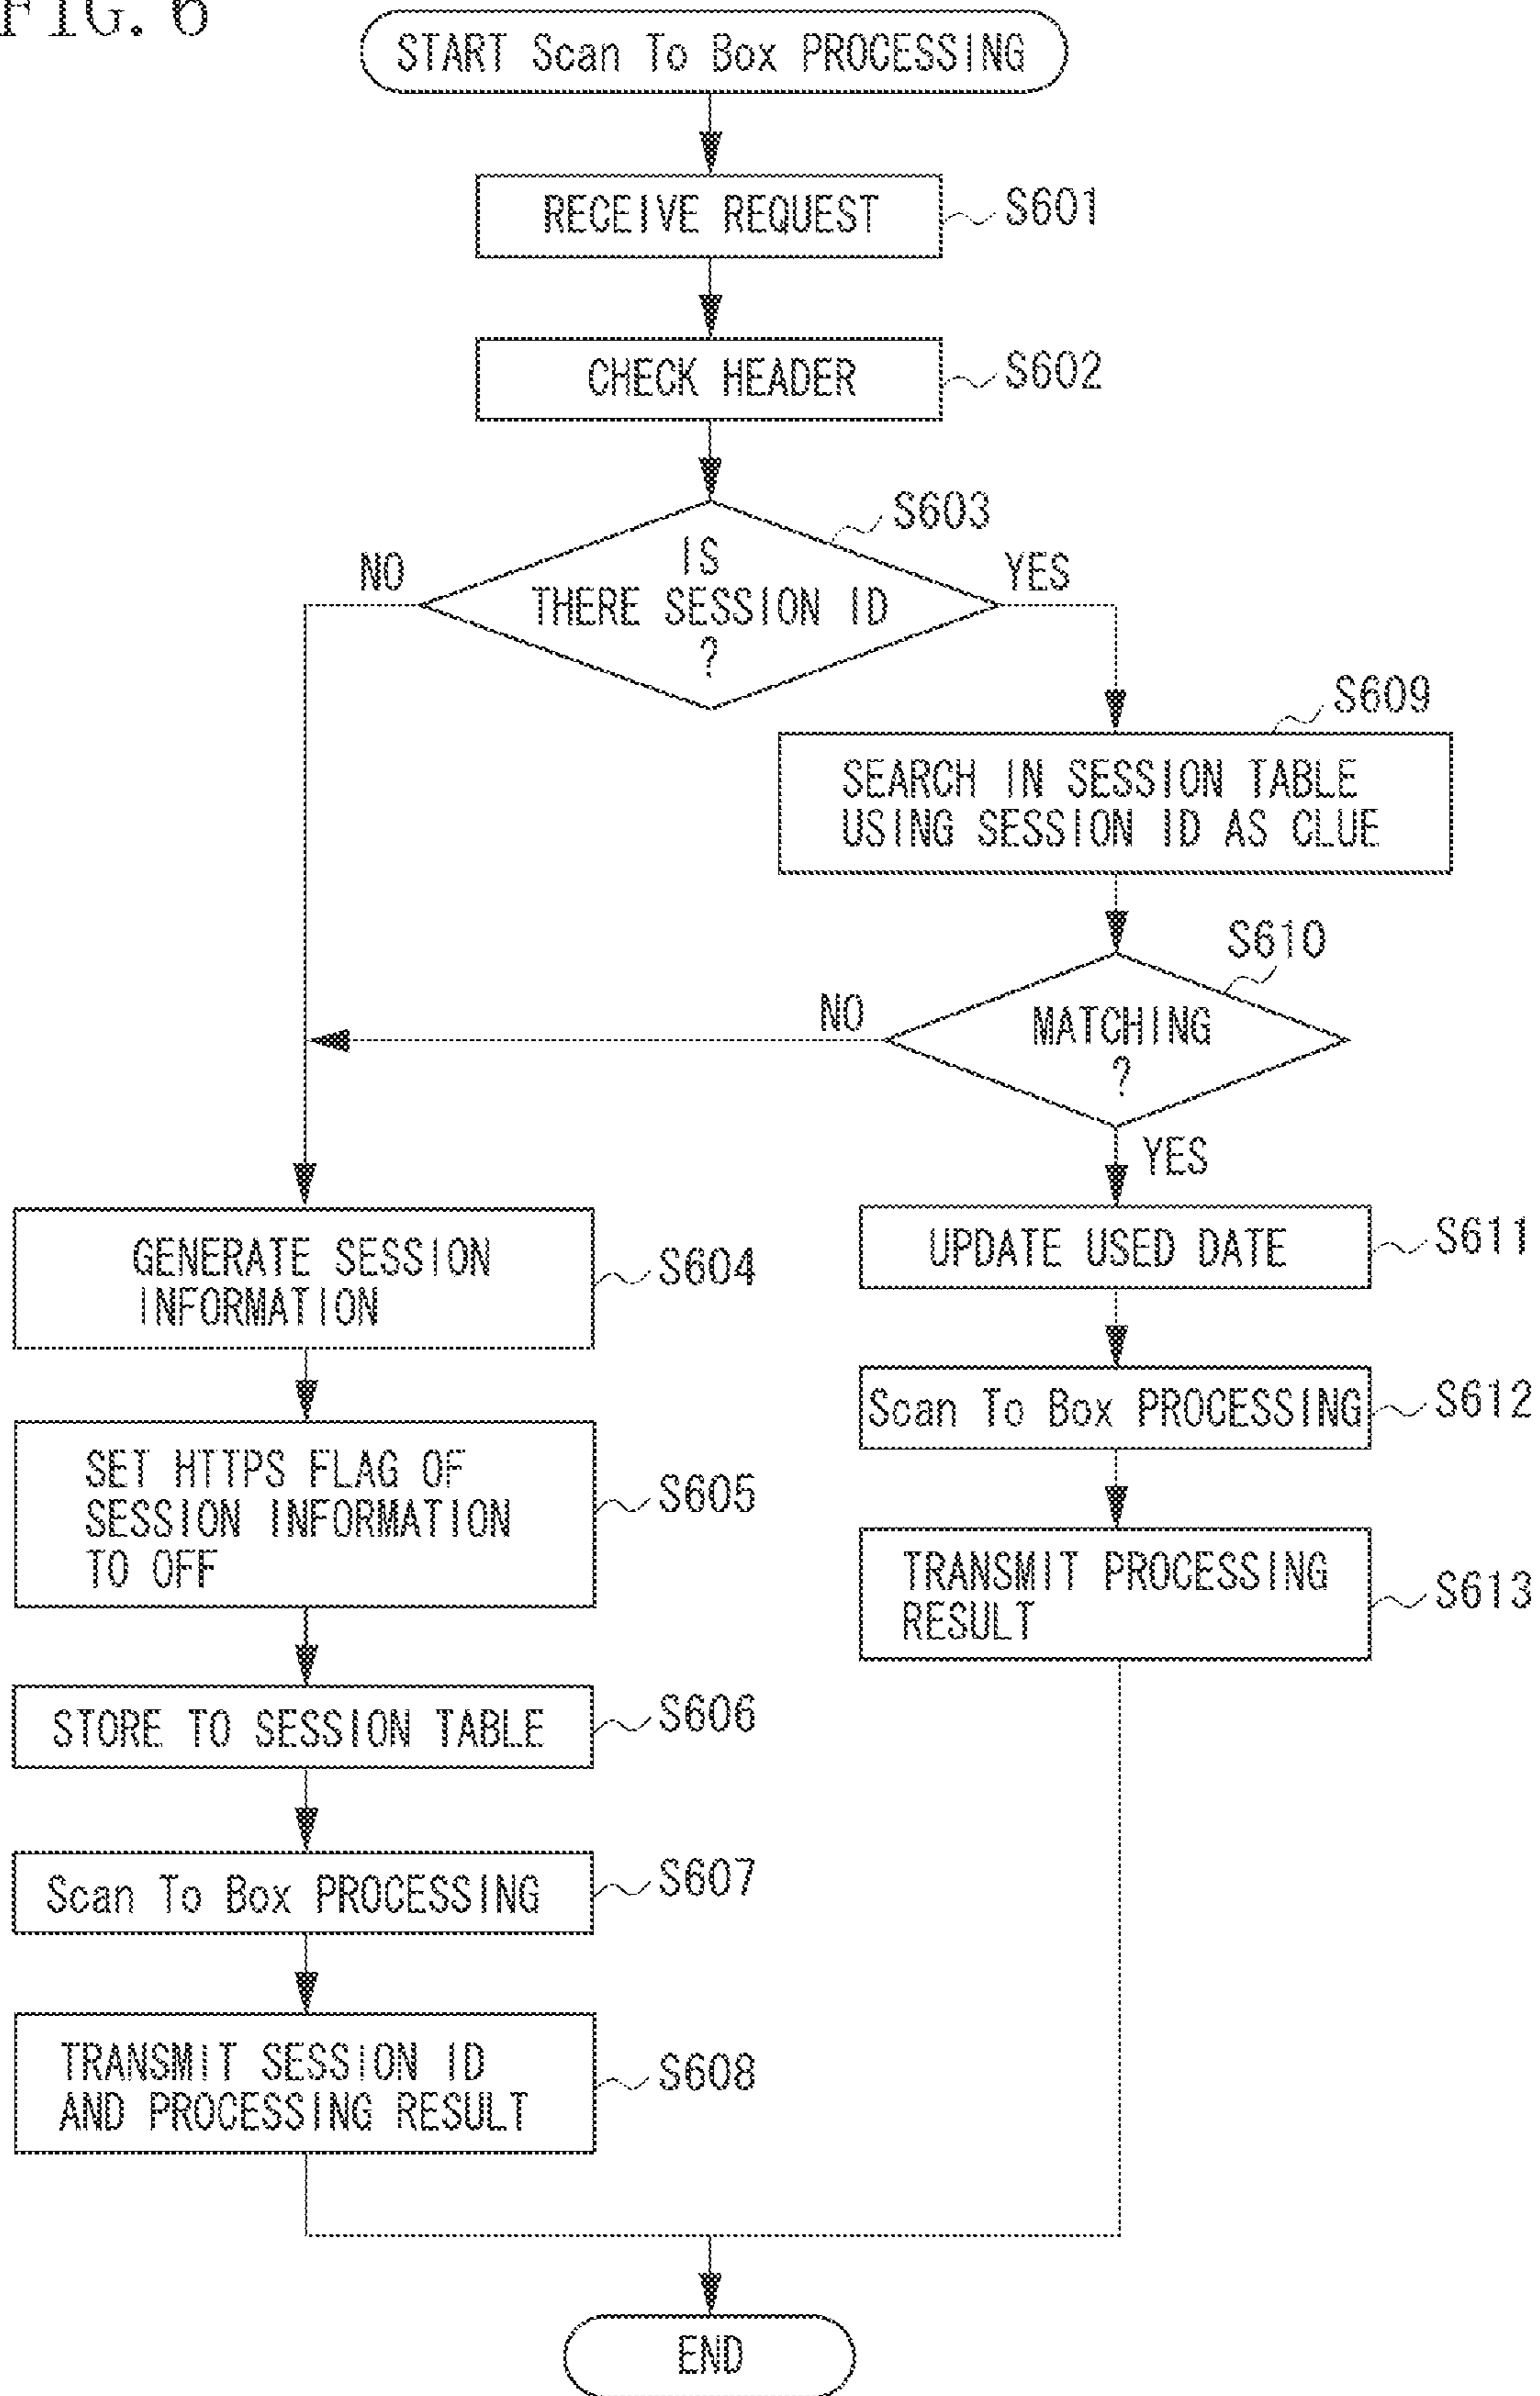 FIG. 6
START Scan To Box PROCESSING
RECEIVE REQUEST
S601
CHECK HEADER
S602
S603
IS
THERE SESSION ID
?
NO
YES
S609
SEARCH IN SESSION TABLE
USING SESSION ID AS CLUE
S610
MATCHING
?
NO
YES
GENERATE SESSION
INFORMATION
S604
UPDATE USED DATE
S611
SET HTTPS FLAG OF
SESSION INFORMATION
TO OFF
S605
Scan To Box PROCESSING
S612
TRANSMIT PROCESSING
RESULT
S613
STORE TO SESSION TABLE
S606
Scan To Box PROCESSING
S607
TRANSMIT SESSION ID
AND PROCESSING RESULT
S608
END